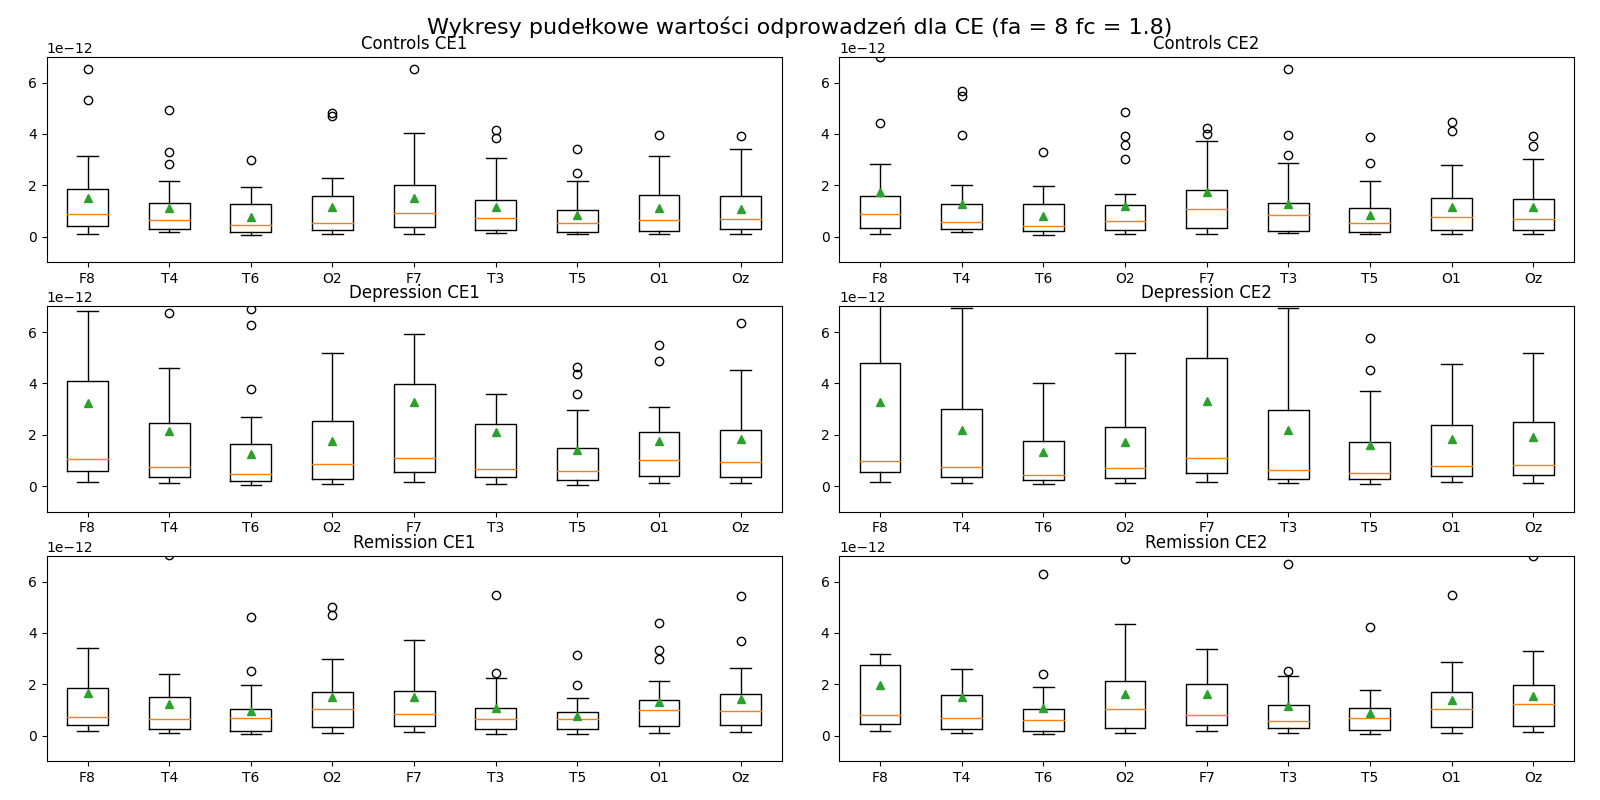 Wykresy pudełkowe wartości odprowadzeń dla CE (fa = 8 fc = 1.8)
Controls CE1
1e−12
6
4
2
0
F8 T4 T6 O2 F7 T3 T5 O1 Oz
Controls CE2
1e−12
6
4
2
0
F8 T4 T6 O2 F7 T3 T5 O1 Oz
Depression CE1
1e−12
6
4
2
0
F8 T4 T6 O2 F7 T3 T5 O1 Oz
Depression CE2
1e−12
6
4
2
0
F8 T4 T6 O2 F7 T3 T5 O1 Oz
Remission CE1
1e−12
6
4
2
0
F8 T4 T6 O2 F7 T3 T5 O1 Oz
Remission CE2
1e−12
6
4
2
0
F8 T4 T6 O2 F7 T3 T5 O1 Oz